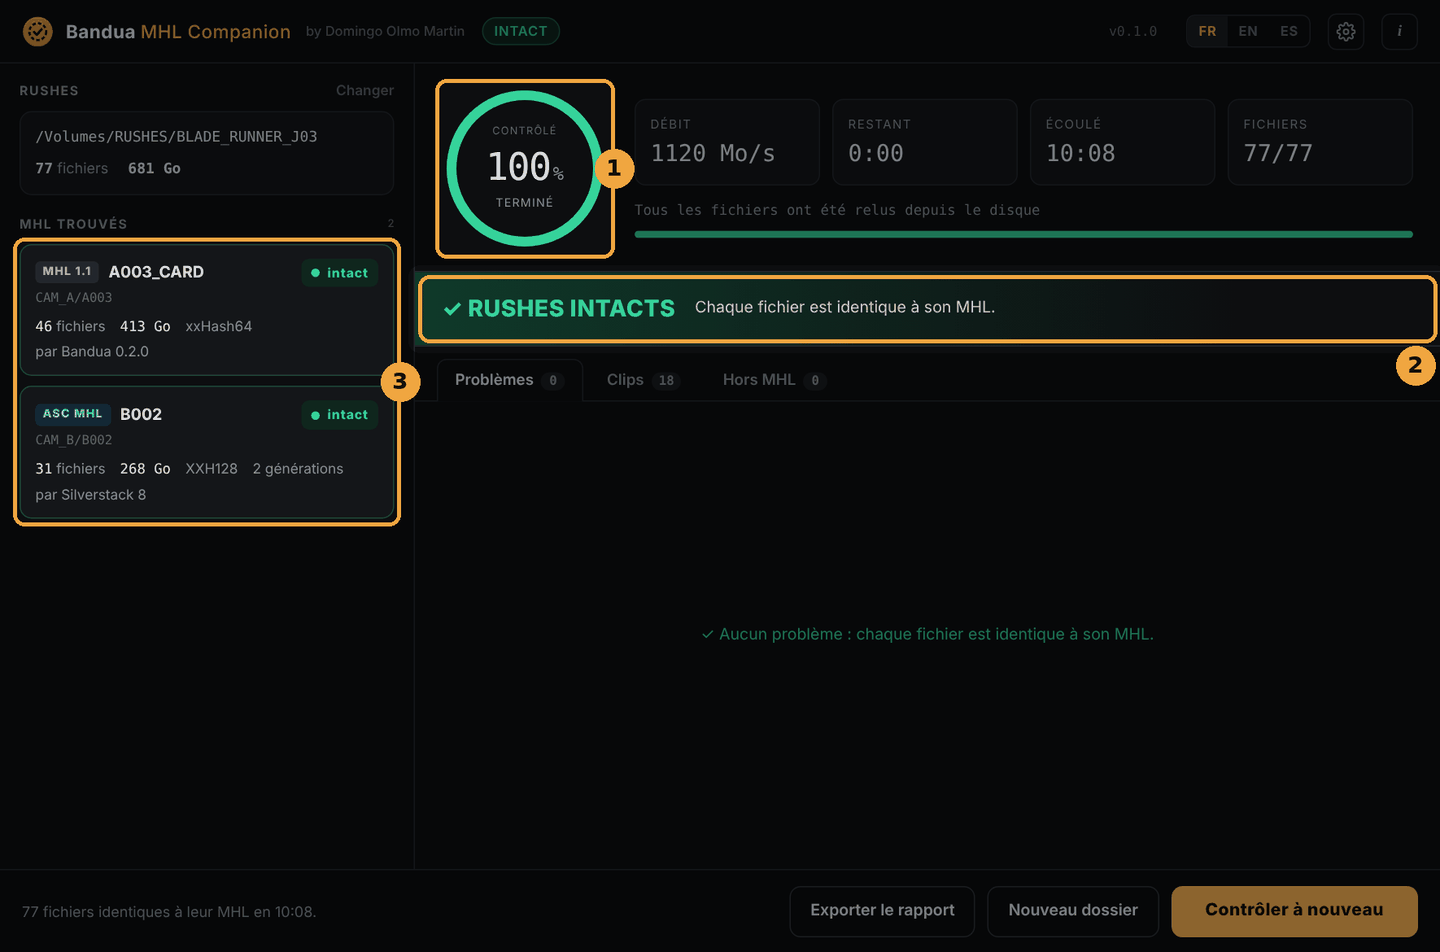 Bandua MHL Companion by Domingo Olmo Martin INTACT v0.1.0 FR EN ES i
RUSHES Changer
/Volumes/RUSHES/BLADE_RUNNER_J03
77 fichiers 681 Go
MHL TROUVÉS 2
MHL 1.1 A003_CARD intact
CAM_A/A003
46 fichiers 413 Go xxHash64
par Bandua 0.2.0
3
ASC MHL B002 intact
CAM_B/B002
31 fichiers 268 Go XXH128 2 générations
par Silverstack 8
CONTRÔLÉ
100%
TERMINÉ
1
DÉBIT
1120 Mo/s
RESTANT
0:00
ÉCOULÉ
10:08
FICHIERS
77/77
Tous les fichiers ont été relus depuis le disque
✓ RUSHES INTACTS Chaque fichier est identique à son MHL.
2
Problèmes 0 Clips 18 Hors MHL 0
✓ Aucun problème : chaque fichier est identique à son MHL.
77 fichiers identiques à leur MHL en 10:08.
Exporter le rapport Nouveau dossier Contrôler à nouveau